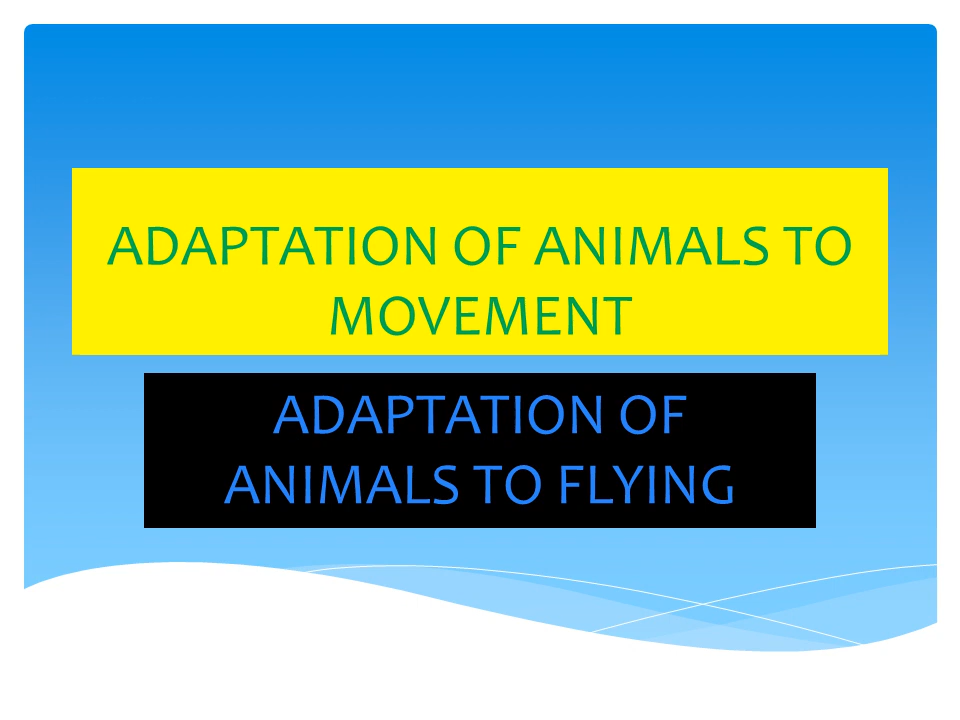 ADAPTATION OF ANIMALS TO
MOVEMENT
ADAPTATION OF
ANIMALS TO FLYING